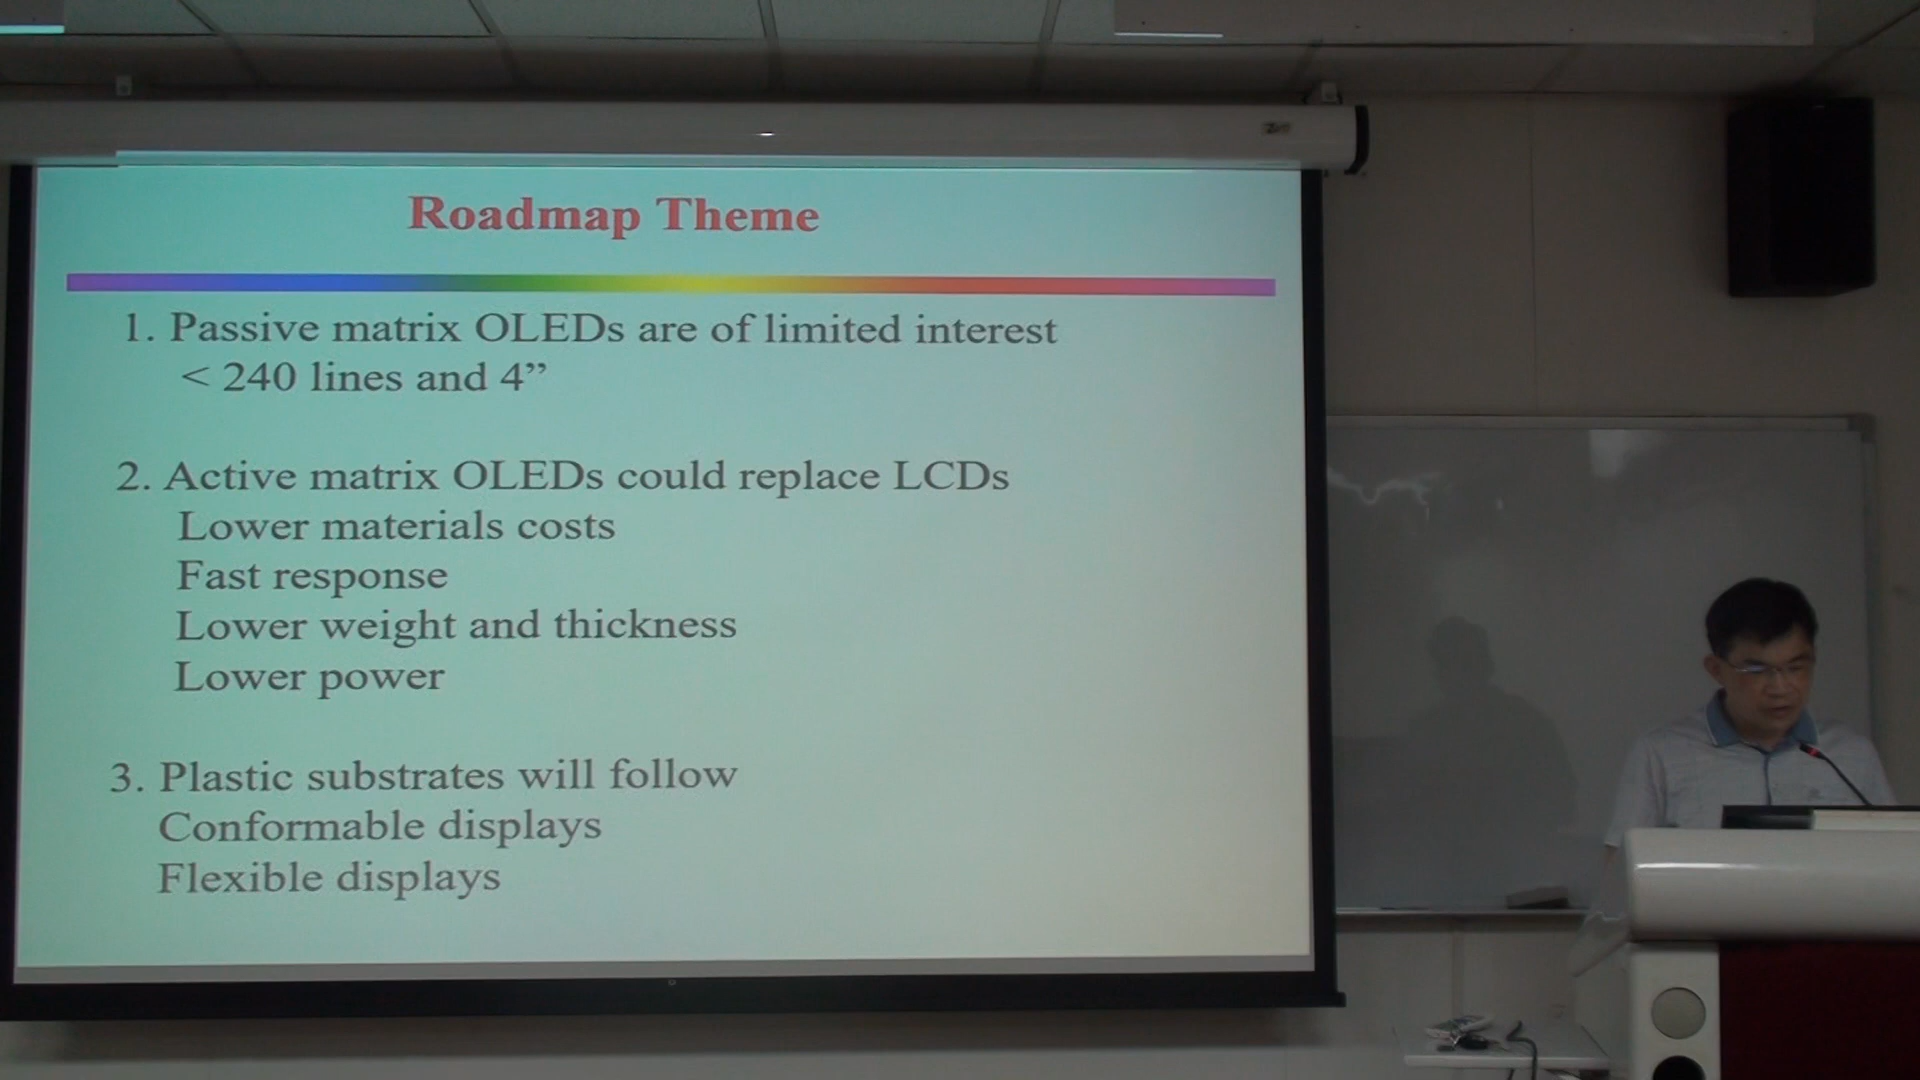 Roadmap Theme
1. Passive matrix OLEDs are of limited interest
< 240 lines and 4”
2. Active matrix OLEDs could replace LCDs
Lower materials costs
Fast response
Lower weight and thickness
Lower power
3. Plastic substrates will follow
Conformable displays
Flexible displays